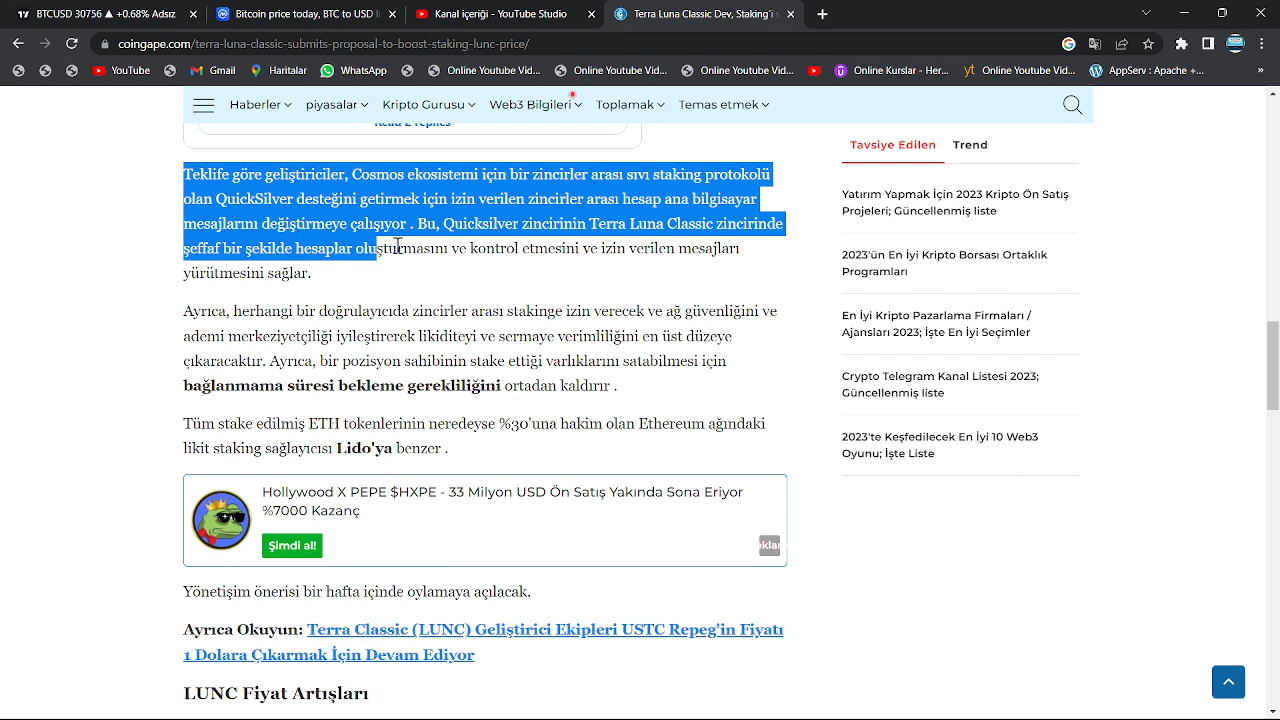 BTCUSD 30756 ▲ +0.68% Adsız
Bitcoin price today, BTC to USD li
Kanal içeriği - YouTube Studio
Terra Luna Classic Dev, Staking'i v
coingape.com/terra-luna-classic-submits-proposal-to-boost-staking-lunc-price/
YouTube
Gmail
Haritalar
WhatsApp
Online Youtube Vid...
Online Youtube Vid...
Online Youtube Vid...
Online Kurslar - Her...
yt Online Youtube Vid...
AppServ : Apache +...
»
Haberler
piyasalar
Kripto Gurusu
Web3 Bilgileri
Toplamak
Temas etmek
Read 2 replies
Teklife göre geliştiriciler, Cosmos ekosistemi için bir zincirler arası sıvı staking protokolü
olan QuickSilver desteğini getirmek için izin verilen zincirler arası hesap ana bilgisayar
mesajlarını değiştirmeye çalışıyor . Bu, Quicksilver zincirinin Terra Luna Classic zincirinde
şeffaf bir şekilde hesaplar oluşturmasını ve kontrol etmesini ve izin verilen mesajları
yürütmesini sağlar.
Ayrıca, herhangi bir doğrulayıcıda zincirler arası stakinge izin verecek ve ağ güvenliğini ve
ademi merkeziyetçiliği iyileştirerek likiditeyi ve sermaye verimliliğini en üst düzeye
çıkaracaktır. Ayrıca, bir pozisyon sahibinin stake ettiği varlıklarını satabilmesi için
bağlanmama süresi bekleme gerekliliğini ortadan kaldırır .
Tüm stake edilmiş ETH tokenlerinin neredeyse %30'una hakim olan Ethereum ağındaki
likit staking sağlayıcısı Lido'ya benzer .
Hollywood X PEPE $HXPE - 33 Milyon USD Ön Satış Yakında Sona Eriyor
%7000 Kazanç
Şimdi al!
Yönetişim önerisi bir hafta içinde oylamaya açılacak.
Ayrıca Okuyun: Terra Classic (LUNC) Geliştirici Ekipleri USTC Repeg'in Fiyatı
1 Dolara Çıkarmak İçin Devam Ediyor
LUNC Fiyat Artışları
Tavsiye Edilen
Trend
Yatırım Yapmak İçin 2023 Kripto Ön Satış
Projeleri; Güncellenmiş liste
2023'ün En İyi Kripto Borsası Ortaklık
Programları
En İyi Kripto Pazarlama Firmaları /
Ajansları 2023; İşte En İyi Seçimler
Crypto Telegram Kanal Listesi 2023;
Güncellenmiş liste
2023'te Keşfedilecek En İyi 10 Web3
Oyunu; İşte Liste